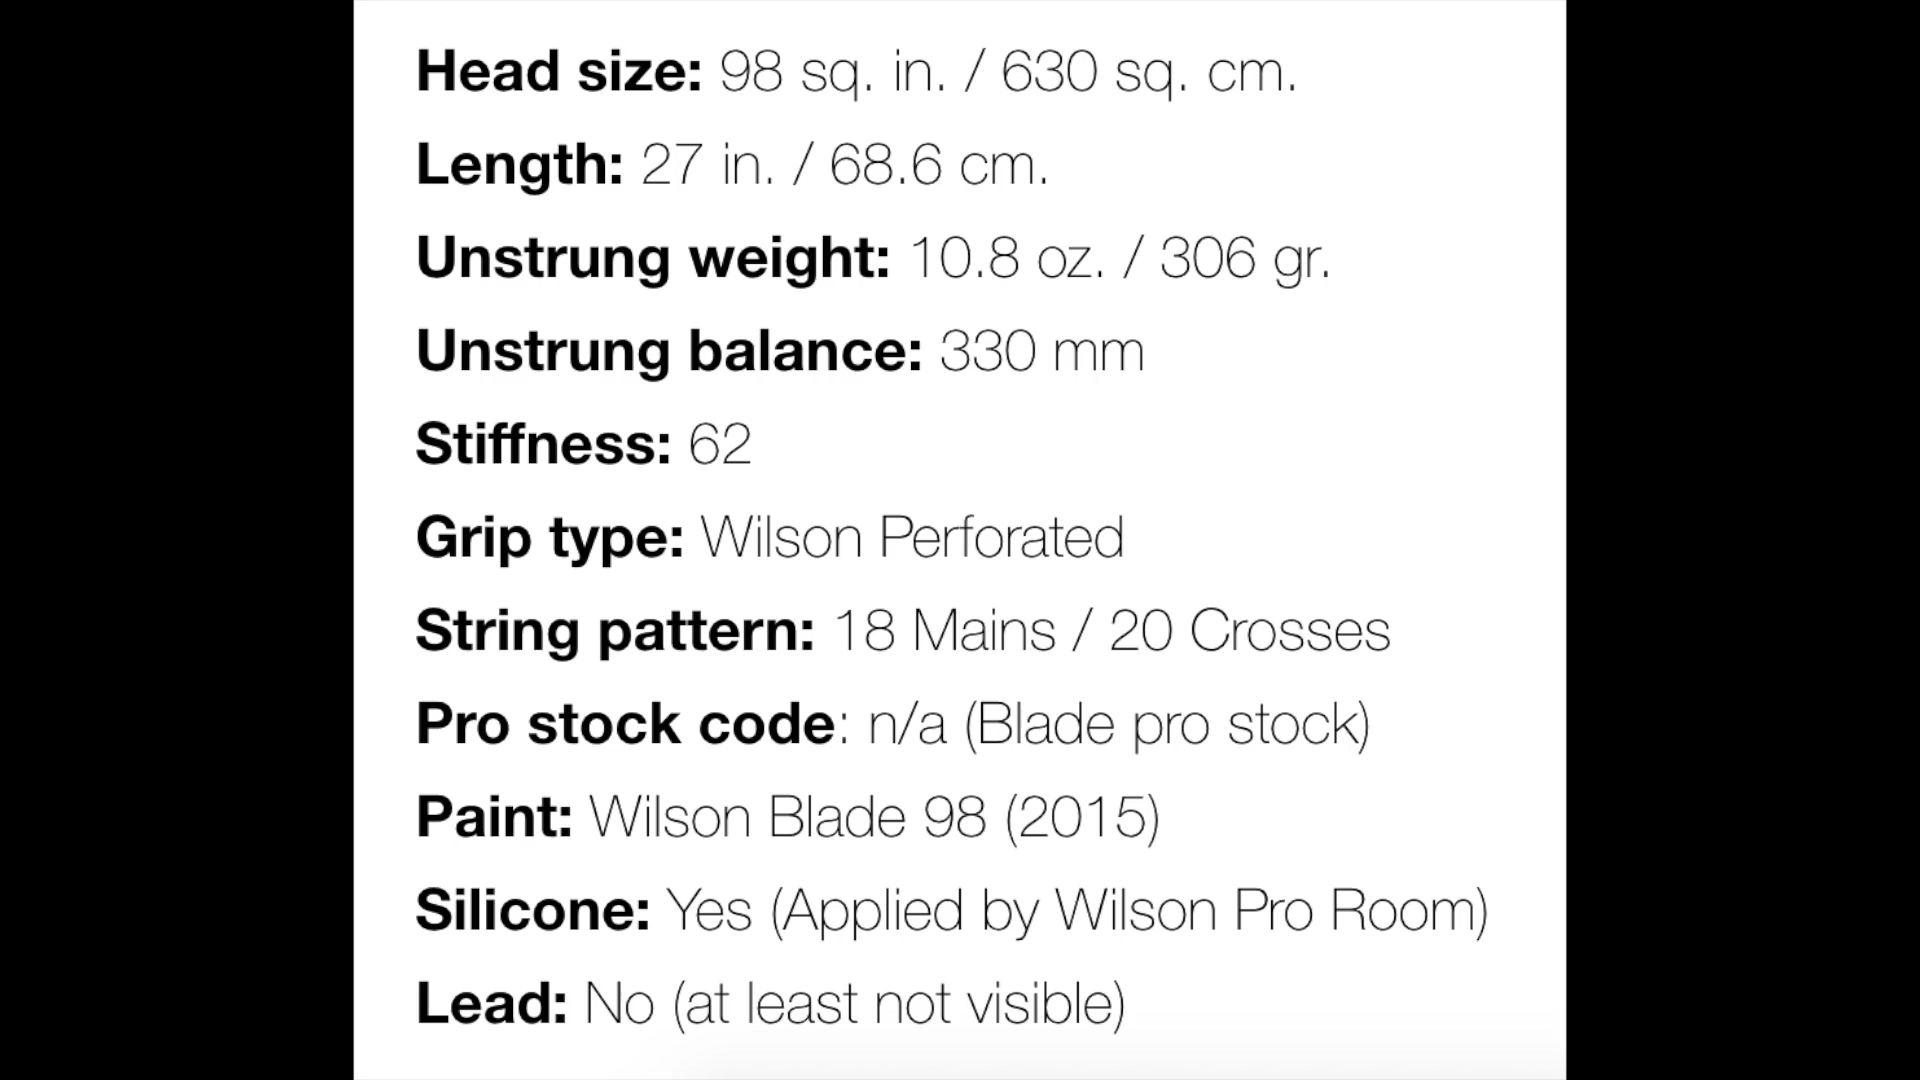 Head size: 98 sq. in. / 630 sq. cm.
Length: 27 in. / 68.6 cm.
Unstrung weight: 10.8 oz. / 306 gr.
Unstrung balance: 330 mm
Stiffness: 62
Grip type: Wilson Perforated
String pattern: 18 Mains / 20 Crosses
Pro stock code: n/a (Blade pro stock)
Paint: Wilson Blade 98 (2015)
Silicone: Yes (Applied by Wilson Pro Room)
Lead: No (at least not visible)